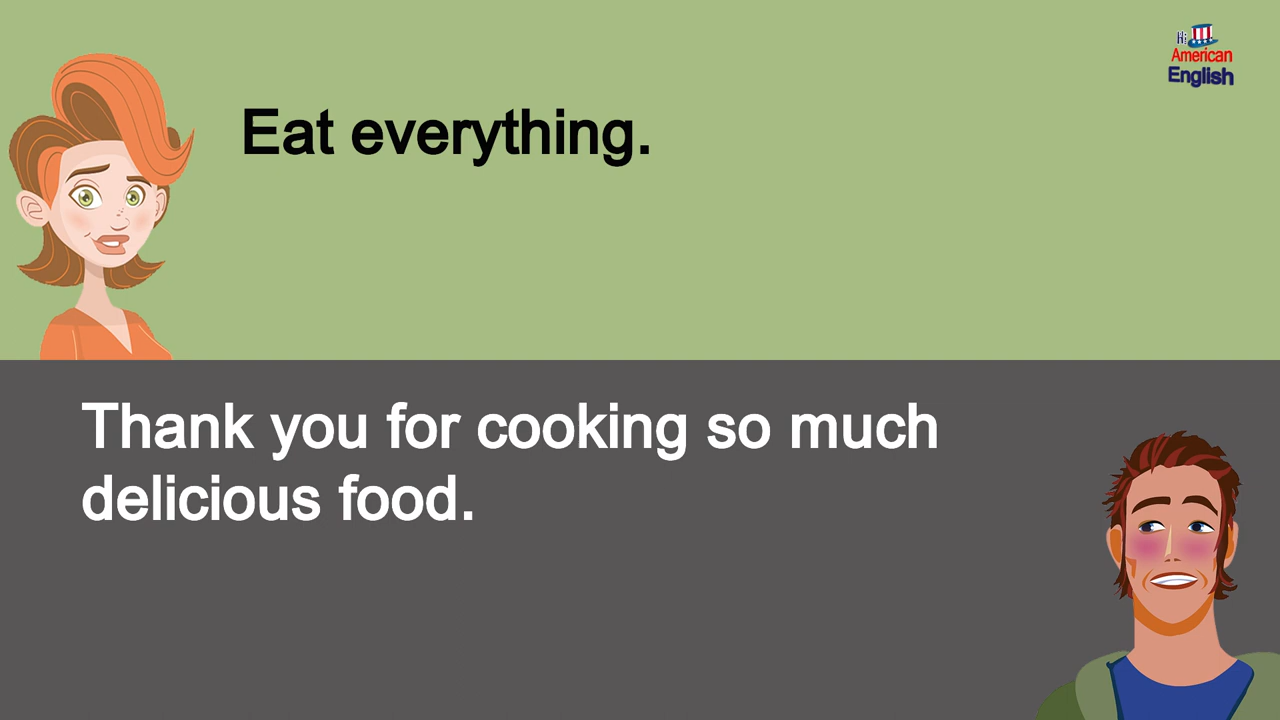 Hi
American
English
Eat everything.
Thank you for cooking so much
delicious food.